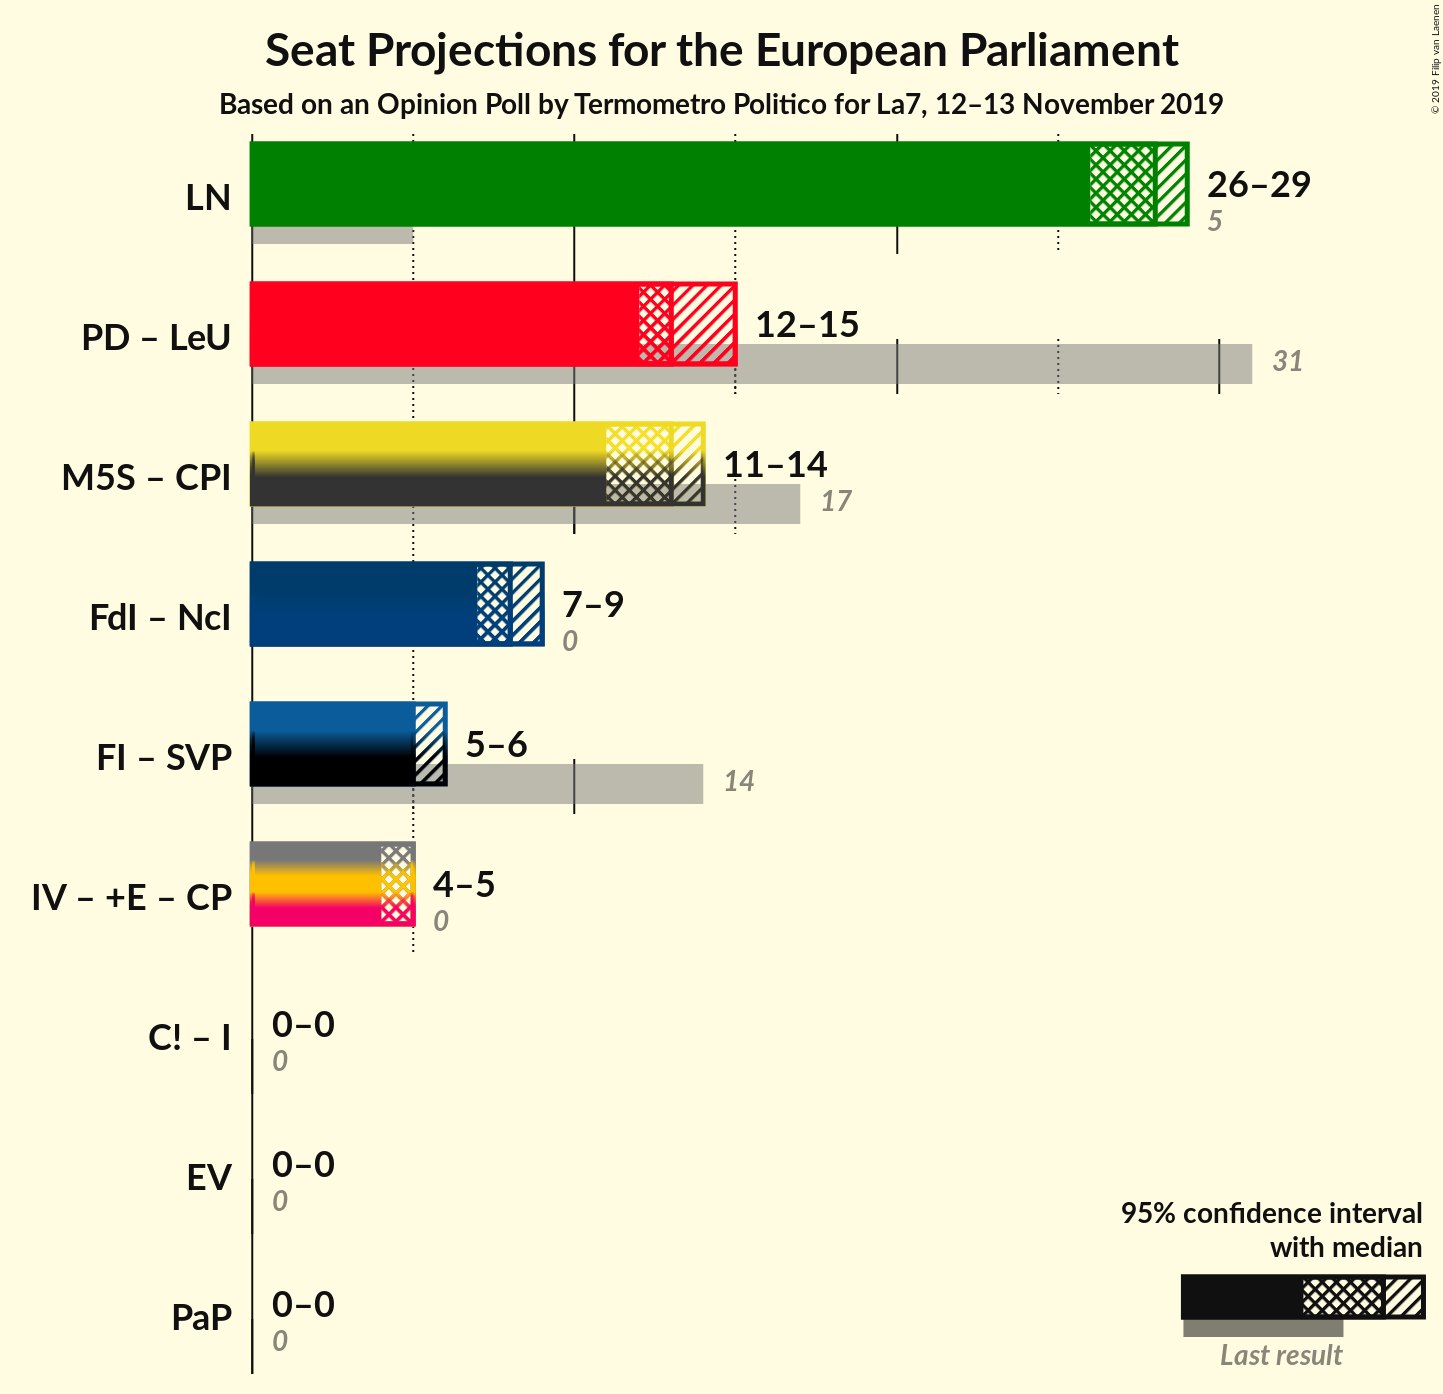 Seat Projections for the European Parliament
Based on an Opinion Poll by Termometro Politico for La7, 12–13 November 2019
© 2019 Filip van Laenen
LN
26–29
5
PD – LeU
12–15
31
M5S – CPI
11–14
17
FdI – NcI
7–9
0
FI – SVP
5–6
14
IV – +E – CP
4–5
0
C! – I
0–0
0
EV
0–0
0
PaP
0–0
0
95% confidence interval
with median
Last result